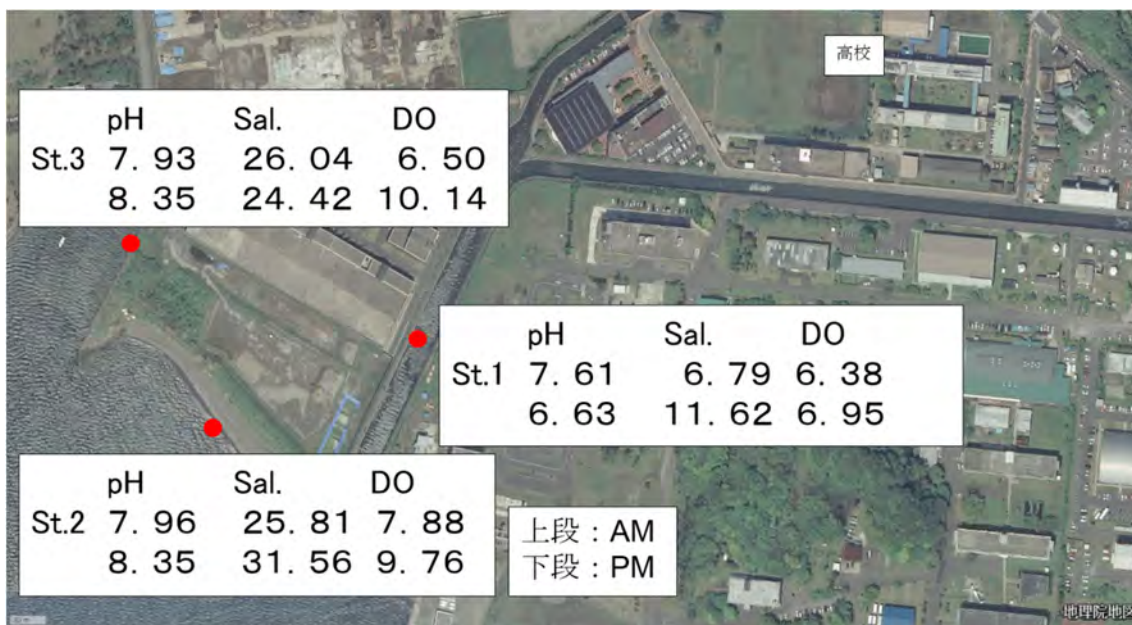 高校
pH Sal. DO
St.3 7.93 26.04 6.50
8.35 24.42 10.14
pH Sal. DO
St.1 7.61 6.79 6.38
6.63 11.62 6.95
pH Sal. DO
St.2 7.96 25.81 7.88
8.35 31.56 9.76
上段：AM
下段：PM
地理院地図